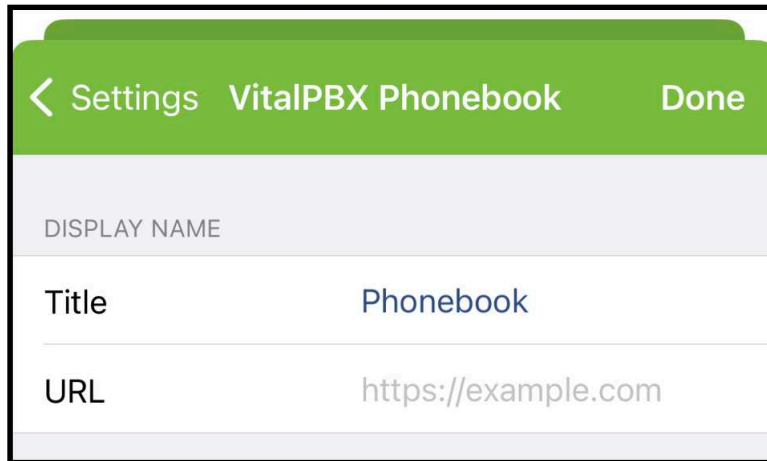 Settings VitalPBX Phonebook Done
DISPLAY NAME
Title Phonebook
URL https://example.com